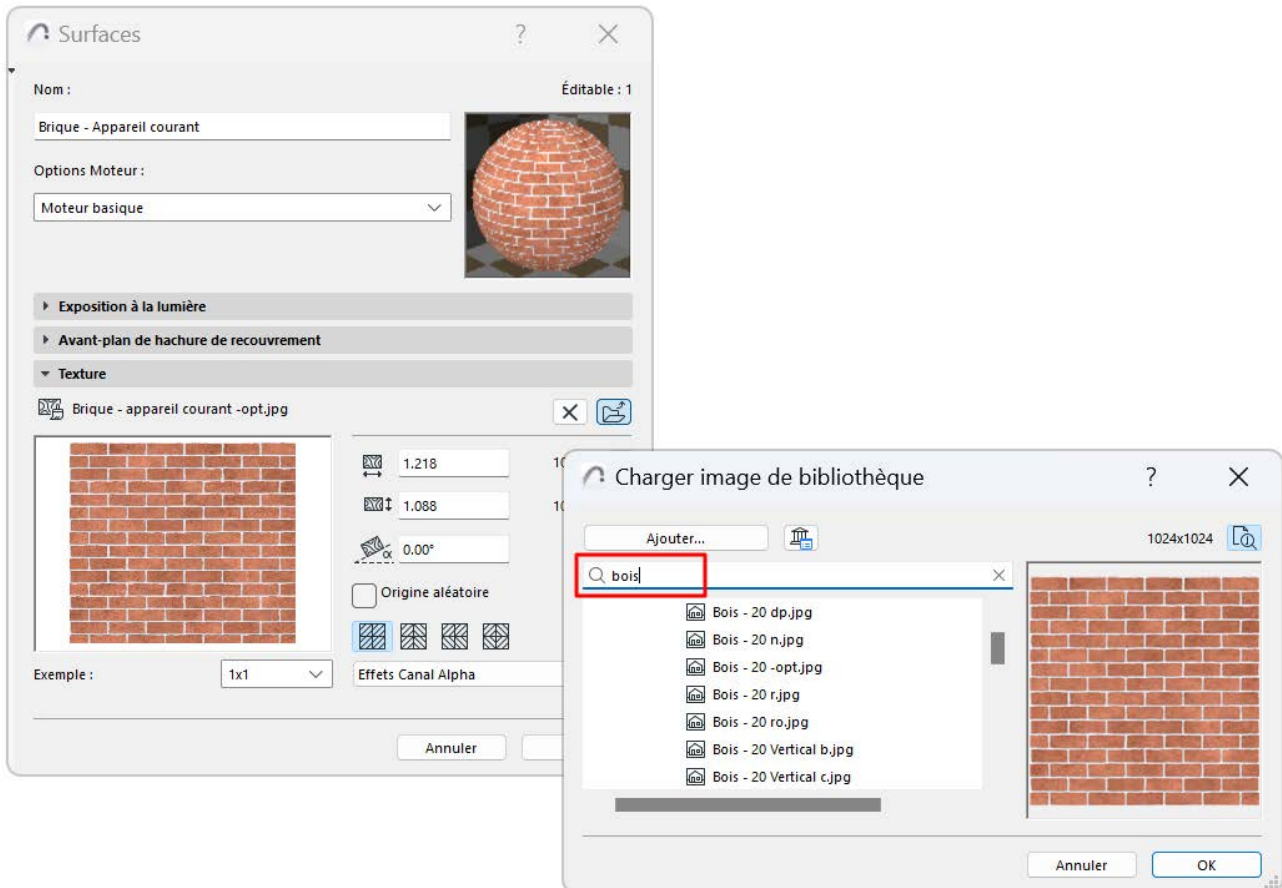 Surfaces
?
Nom :
Éditable : 1
Brique - Appareil courant
Options Moteur :
Moteur basique
Exposition à la lumière
Avant-plan de hachure de recouvrement
Texture
Brique - appareil courant -opt.jpg
1.218
10
1.088
10
α 0.00°
Origine aléatoire
Exemple :
1x1
Effets Canal Alpha
Annuler
Charger image de bibliothèque
?
Ajouter...
1024x1024
bois
Bois - 20 dp.jpg
Bois - 20 n.jpg
Bois - 20 -opt.jpg
Bois - 20 r.jpg
Bois - 20 ro.jpg
Bois - 20 Vertical b.jpg
Bois - 20 Vertical c.jpg
Annuler
OK